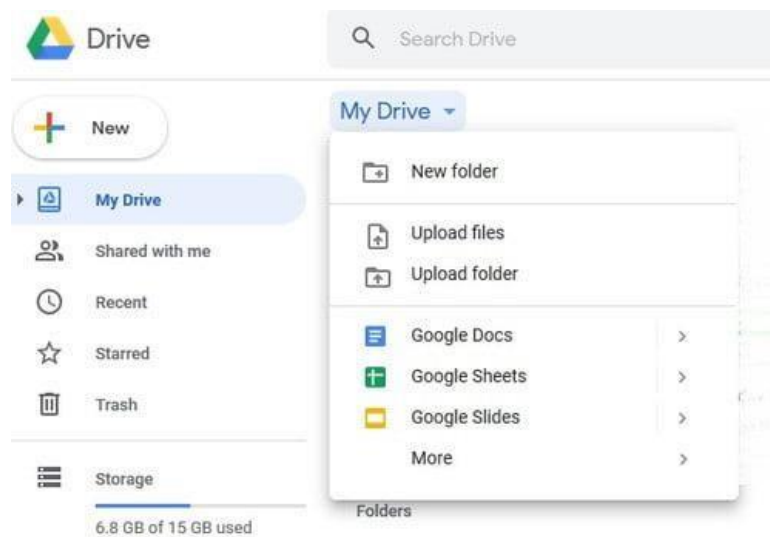 Drive
Search Drive
New
My Drive
Shared with me
Recent
Starred
Trash
Storage
6.8 GB of 15 GB used
My Drive
New folder
Upload files
Upload folder
Google Docs
Google Sheets
Google Slides
More
Folders